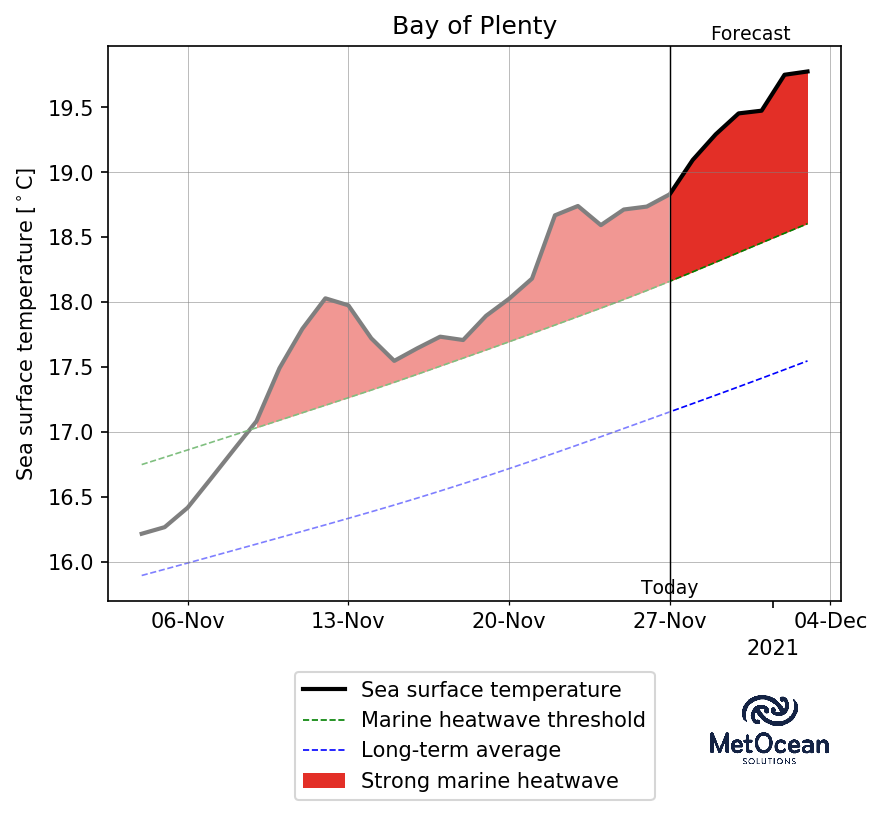 Bay of Plenty
Forecast
Sea surface temperature [°C]
19.5
19.0
18.5
18.0
17.5
17.0
16.5
16.0
Today
06-Nov
13-Nov
20-Nov
27-Nov
04-Dec
2021
Sea surface temperature
Marine heatwave threshold
Long-term average
Strong marine heatwave
MetOcean
SOLUTIONS